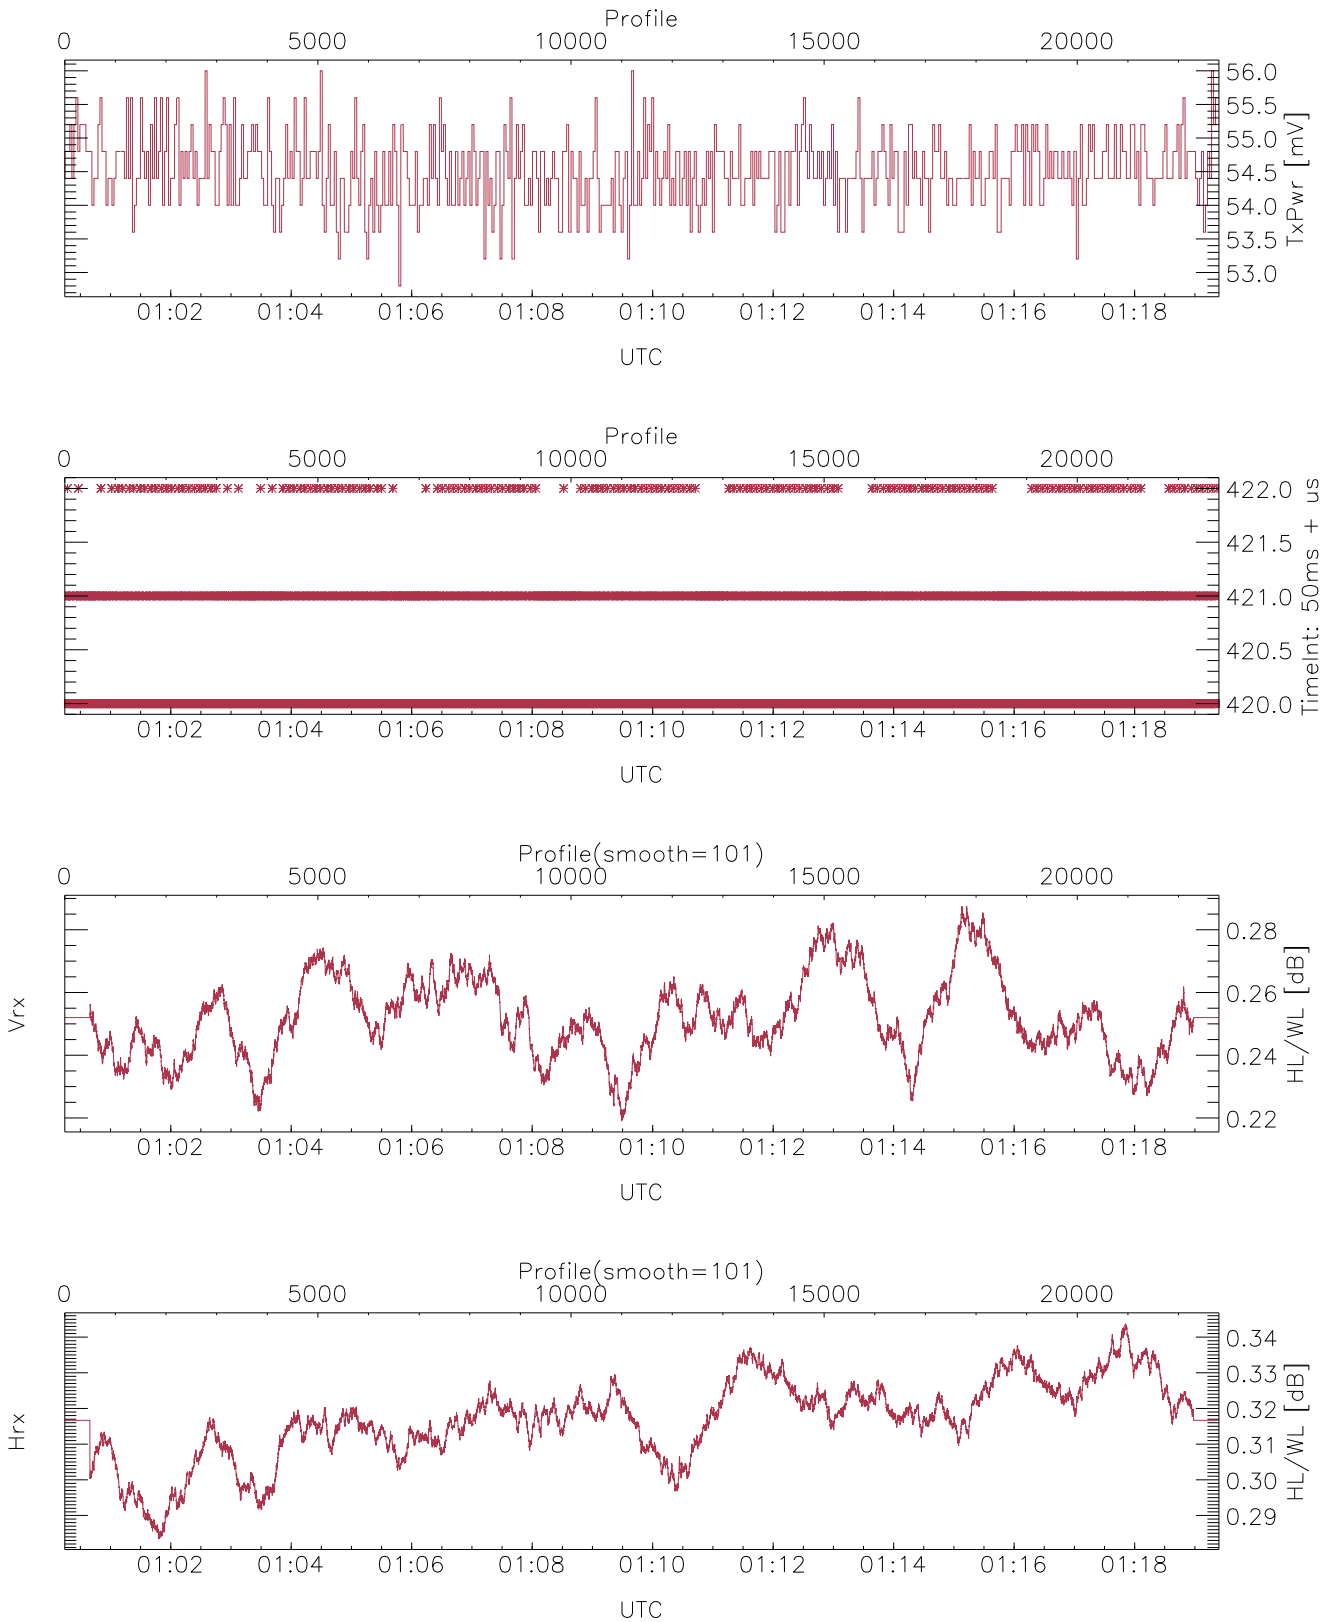 Profile
0 5000 10000 15000 20000
56.0
55.5
55.0
54.5
54.0
53.5
53.0
TxPwr [mV]
01:02 01:04 01:06 01:08 01:10 01:12 01:14 01:16 01:18
UTC
Profile
0 5000 10000 15000 20000
422.0
421.5
421.0
420.5
420.0
TimeInt: 50ms + us
01:02 01:04 01:06 01:08 01:10 01:12 01:14 01:16 01:18
UTC
Profile(smooth=101)
0 5000 10000 15000 20000
Vrx
0.28
0.26
0.24
0.22
HL/WL [dB]
01:02 01:04 01:06 01:08 01:10 01:12 01:14 01:16 01:18
UTC
Profile(smooth=101)
0 5000 10000 15000 20000
Hrx
0.34
0.33
0.32
0.31
0.30
0.29
HL/WL [dB]
01:02 01:04 01:06 01:08 01:10 01:12 01:14 01:16 01:18
UTC